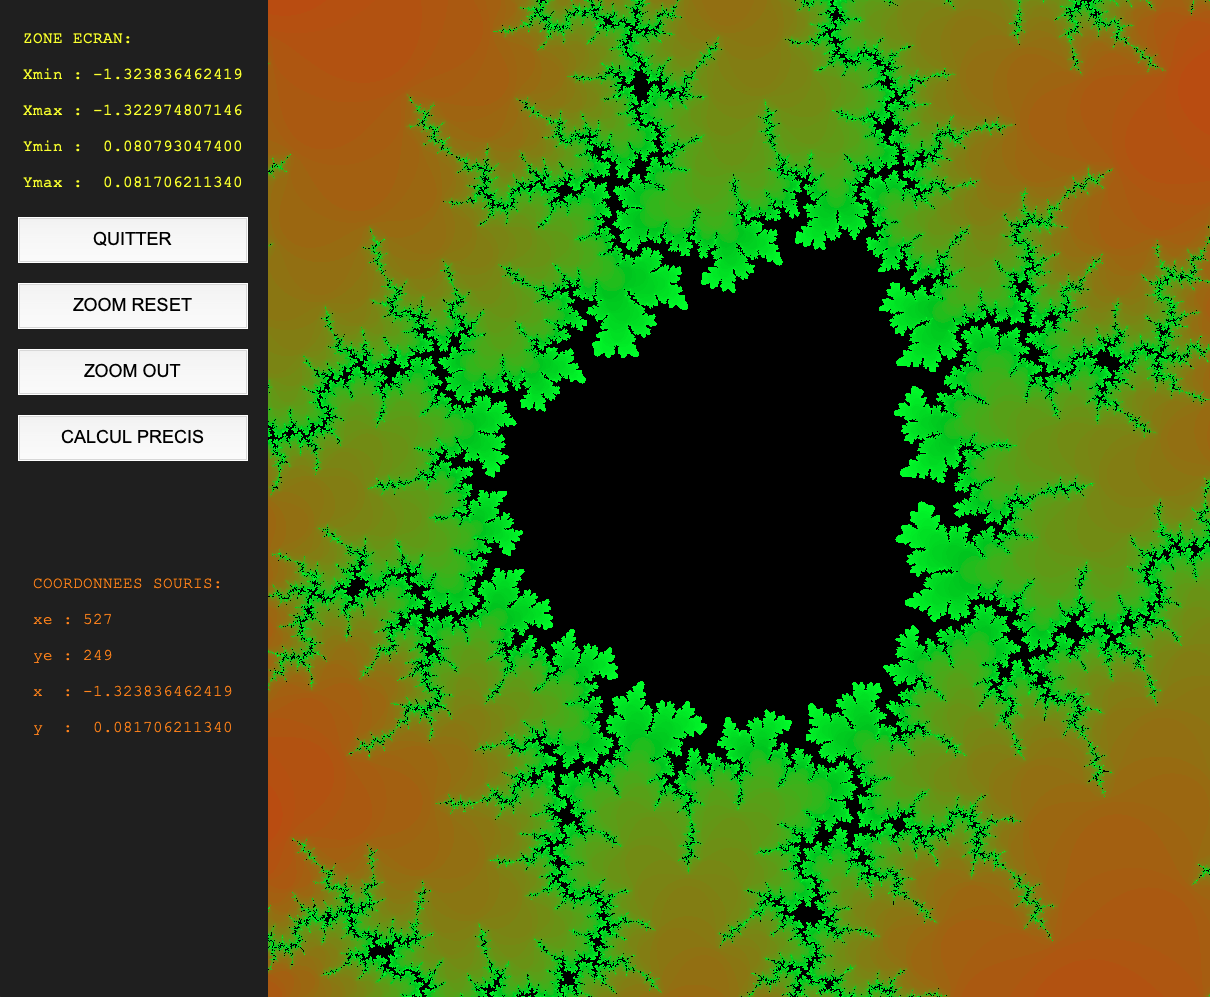 ZONE ECRAN:
Xmin : -1.323836462419
Xmax : -1.322974807146
Ymin :  0.080793047400
Ymax :  0.081706211340
QUITTER
ZOOM RESET
ZOOM OUT
CALCUL PRECIS
COORDONNEES SOURIS:
xe : 527
ye : 249
x  : -1.323836462419
y  :  0.081706211340